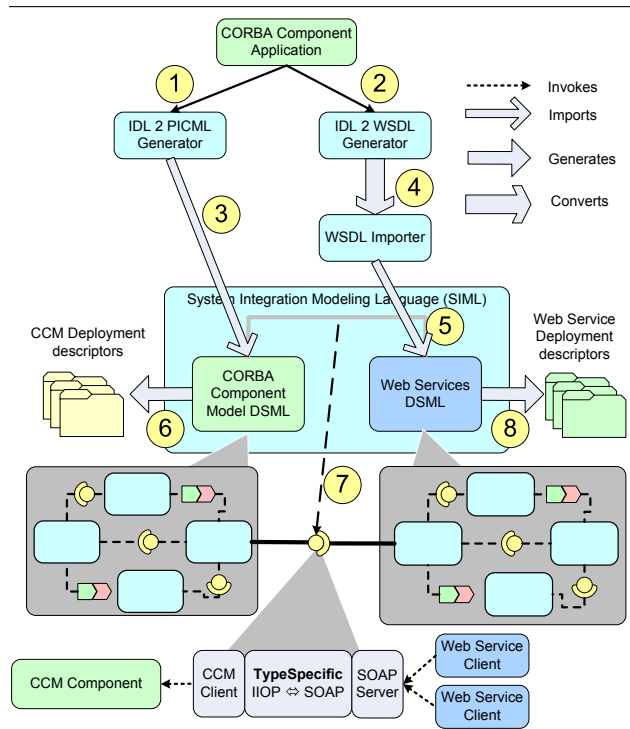 CORBA Component
Application
1
2
Invokes
Imports
Generates
Converts
IDL 2 PICML
Generator
IDL 2 WSDL
Generator
3
4
WSDL Importer
System Integration Modeling Language (SIML)
5
CCM Deployment
descriptors
Web Service
Deployment
descriptors
CORBA
Component
Model DSML
Web Services
DSML
6
8
7
CCM Component
CCM
Client
TypeSpecific
IIOP ⇔ SOAP
SOAP
Server
Web Service
Client
Web Service
Client